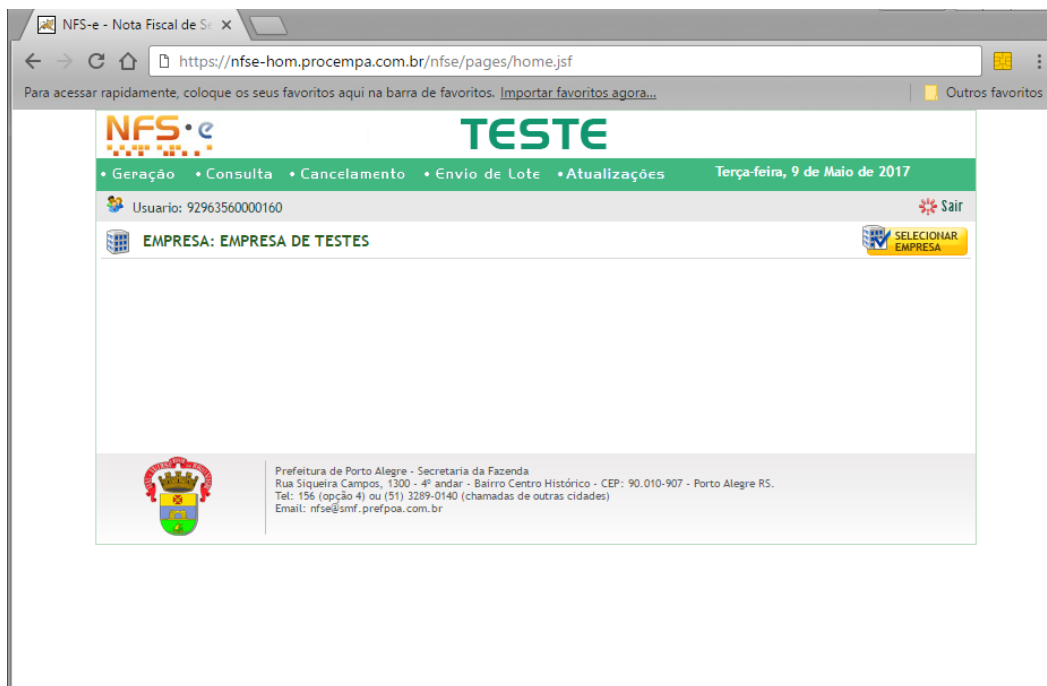 NFS-e - Nota Fiscal de Se
https://nfse-hom.procempa.com.br/nfse/pages/home.jsf
Para acessar rapidamente, coloque os seus favoritos aqui na barra de favoritos. Importar favoritos agora... Outros favoritos
NFS·e TESTE
• Geração • Consulta • Cancelamento • Envio de Lote • Atualizações Terça-feira, 9 de Maio de 2017
Usuario: 92963560000160 Sair
EMPRESA: EMPRESA DE TESTES SELECIONAR EMPRESA
Prefeitura de Porto Alegre - Secretaria da Fazenda
Rua Siqueira Campos, 1300 - 4º andar - Bairro Centro Histórico - CEP: 90.010-907 - Porto Alegre RS.
Tel: 156 (opção 4) ou (51) 3289-0140 (chamadas de outras cidades)
Email: nfse@smf.prefpoa.com.br